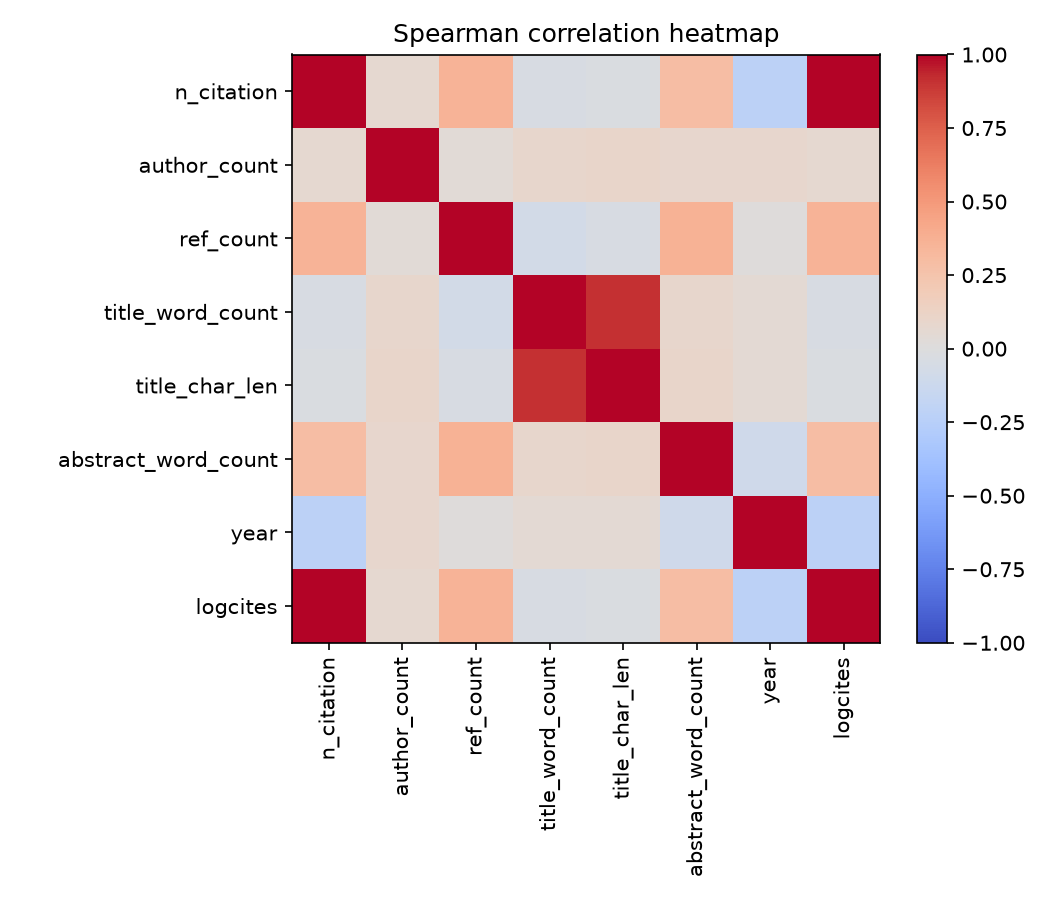 Spearman correlation heatmap
n_citation
author_count
ref_count
title_word_count
title_char_len
abstract_word_count
year
logcites
n_citation
author_count
ref_count
title_word_count
title_char_len
abstract_word_count
year
logcites
1.00
0.75
0.50
0.25
0.00
−0.25
−0.50
−0.75
−1.00